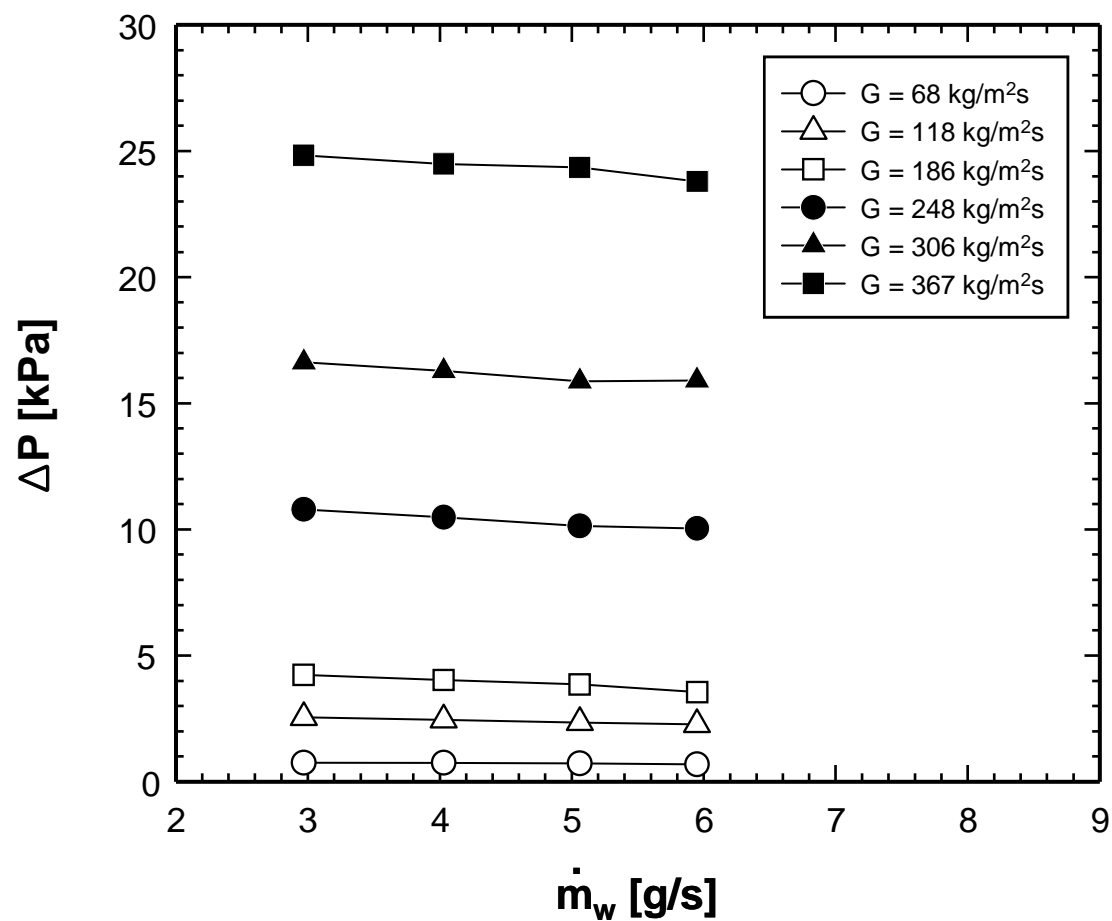 30
25
20
15
10
5
0
ΔP [kPa]
G = 68 kg/m²s
G = 118 kg/m²s
G = 186 kg/m²s
G = 248 kg/m²s
G = 306 kg/m²s
G = 367 kg/m²s
2 3 4 5 6 7 8 9
ṁw [g/s]